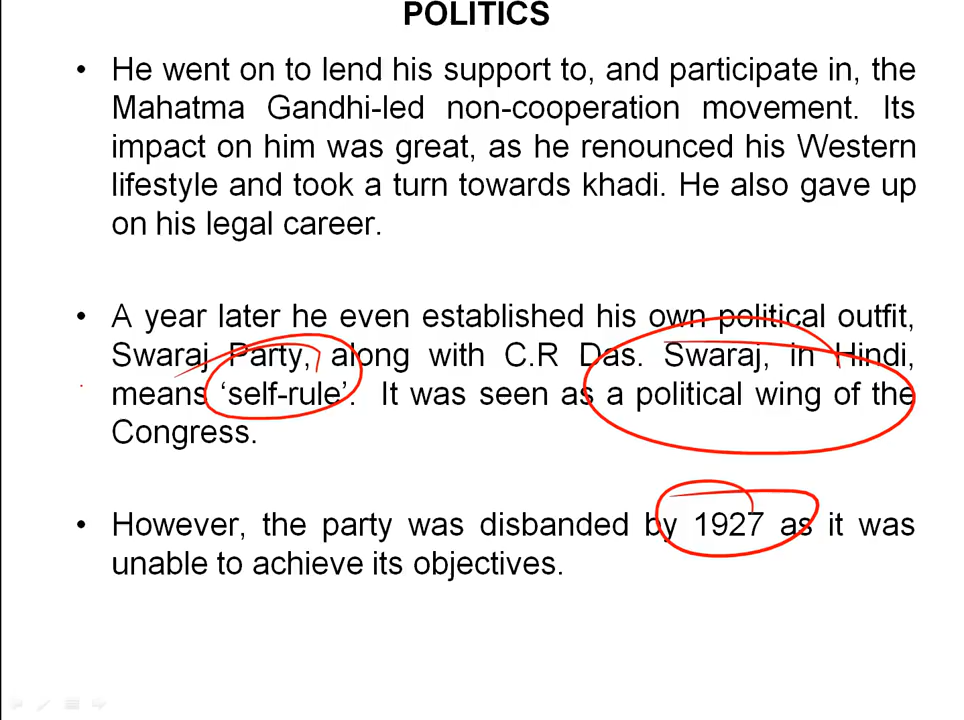 POLITICS
• He went on to lend his support to, and participate in, the
Mahatma Gandhi-led non-cooperation movement. Its
impact on him was great, as he renounced his Western
lifestyle and took a turn towards khadi. He also gave up
on his legal career.
• A year later he even established his own political outfit,
Swaraj Party, along with C.R Das. Swaraj, in Hindi,
means ‘self-rule’. It was seen as a political wing of the
Congress.
• However, the party was disbanded by 1927 as it was
unable to achieve its objectives.